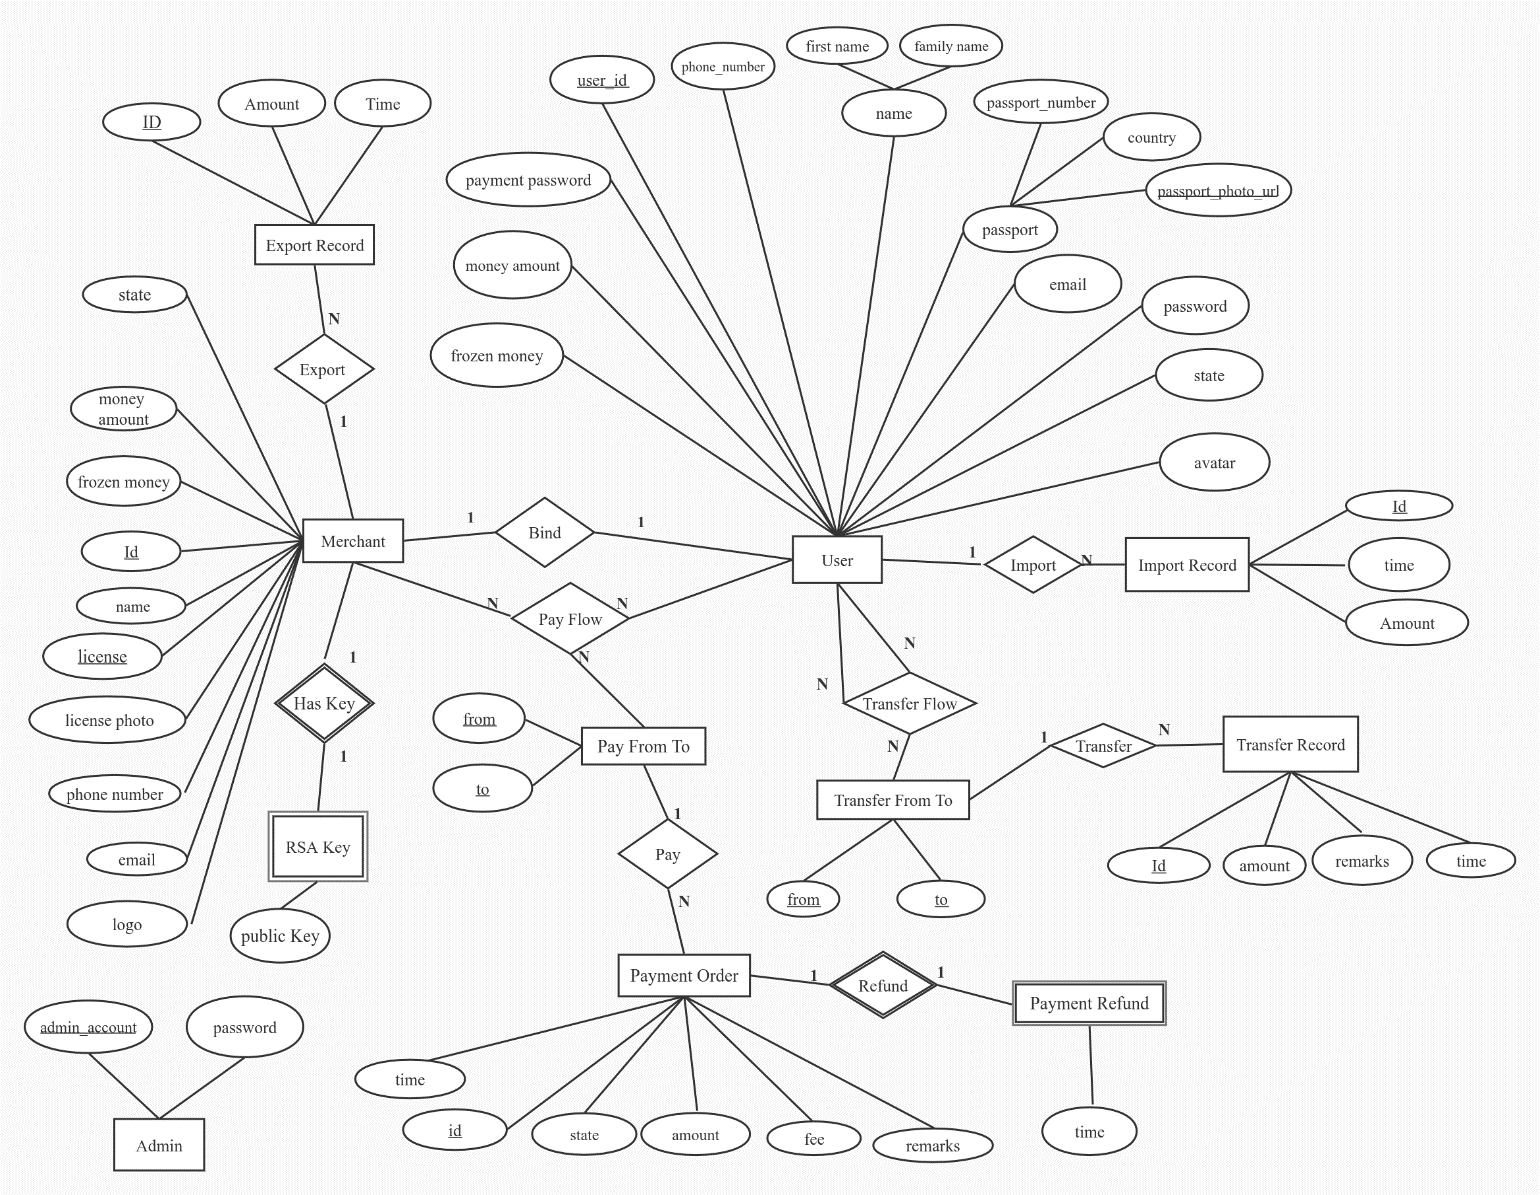 first name
family name
user_id
phone_number
name
passport_number
country
passport_photo_url
passport
ID
Amount
Time
Export Record
payment password
money amount
frozen money
email
password
state
avatar
state
N
Export
1
money
amount
frozen money
Id
name
license
license photo
phone number
email
logo
Merchant
1
Bind
1
User
1
Import
N
Import Record
Id
time
Amount
N
Pay Flow
N
N
1
Has Key
1
RSA Key
public Key
from
to
Pay From To
1
Pay
N
N
N
Transfer Flow
N
Transfer From To
from
to
1
Transfer
N
Transfer Record
Id
amount
remarks
time
Payment Order
1
Refund
1
Payment Refund
time
time
id
state
amount
fee
remarks
admin_account
password
Admin